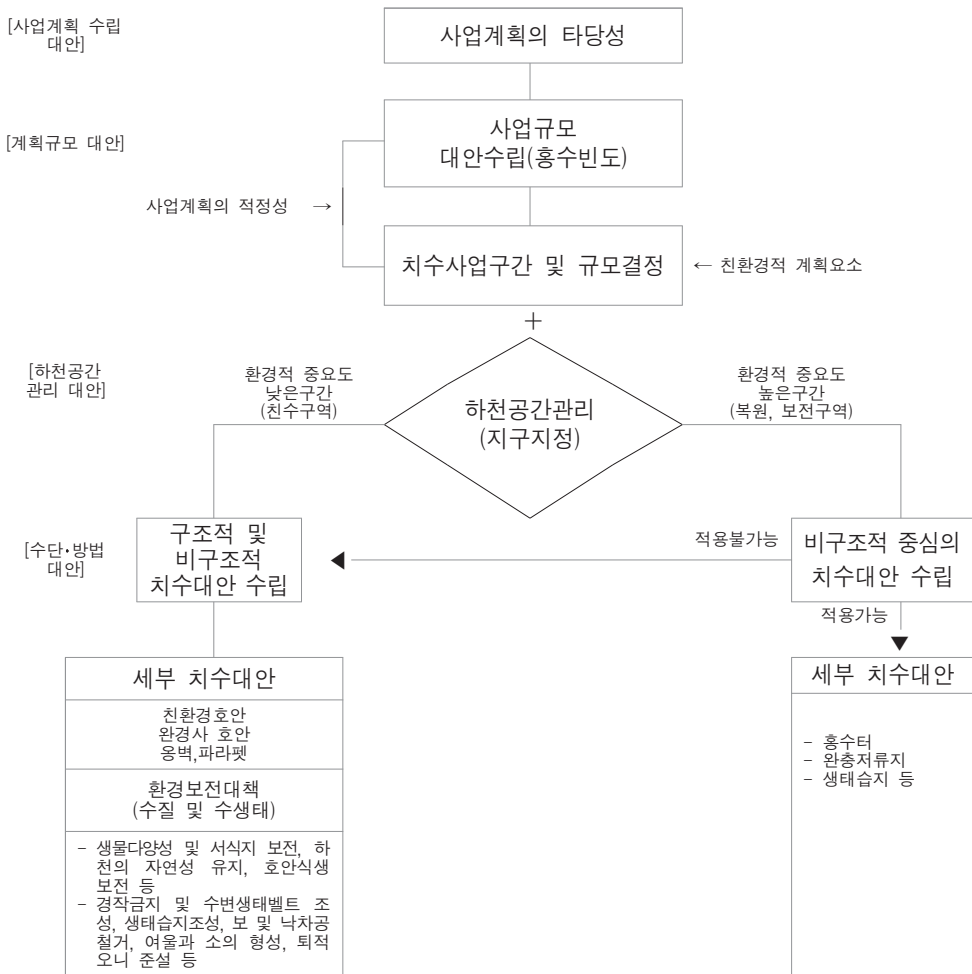 [사업계획 수립
대안]
사업계획의 타당성
[계획규모 대안]
사업규모
대안수립(홍수빈도)
사업계획의 적정성 →
치수사업구간 및 규모결정
← 친환경적 계획요소
+
[하천공간
관리 대안]
환경적 중요도
낮은구간
(친수구역)
하천공간관리
(지구지정)
환경적 중요도
높은구간
(복원, 보전구역)
[수단·방법
대안]
구조적 및
비구조적
치수대안 수립
적용불가능
비구조적 중심의
치수대안 수립
적용가능
세부 치수대안
친환경호안
완경사 호안
옹벽,파라펫
환경보전대책
(수질 및 수생태)
- 생물다양성 및 서식지 보전, 하
천의 자연성 유지, 호안식생
보전 등
- 경작금지 및 수변생태벨트 조
성, 생태습지조성, 보 및 낙차공
철거, 여울과 소의 형성, 퇴적
오니 준설 등
세부 치수대안
- 홍수터
- 완충저류지
- 생태습지 등